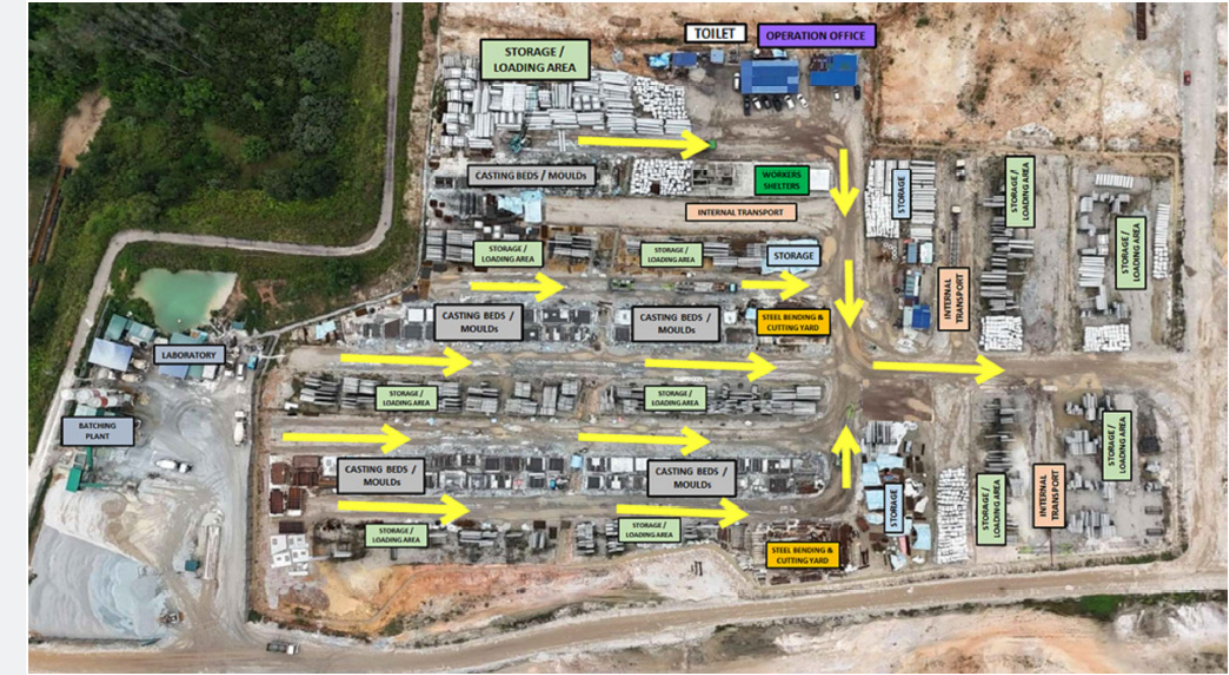 TOILET
OPERATION OFFICE
STORAGE /
LOADING AREA
CASTING BEDS / MOULDs
WORKERS
SHELTERS
STORAGE
STORAGE /
LOADING AREA
STORAGE /
LOADING AREA
INTERNAL TRANSPORT
STORAGE /
LOADING AREA
STORAGE /
LOADING AREA
STORAGE
INTERNAL
TRANSPORT
CASTING BEDS /
MOULDs
CASTING BEDS /
MOULDs
STEEL BENDING &
CUTTING YARD
LABORATORY
STORAGE /
LOADING AREA
STORAGE /
LOADING AREA
BATCHING
PLANT
CASTING BEDS /
MOULDs
CASTING BEDS /
MOULDs
STORAGE
STORAGE /
LOADING AREA
INTERNAL
TRANSPORT
STORAGE /
LOADING AREA
STORAGE /
LOADING AREA
STORAGE /
LOADING AREA
STEEL BENDING &
CUTTING YARD